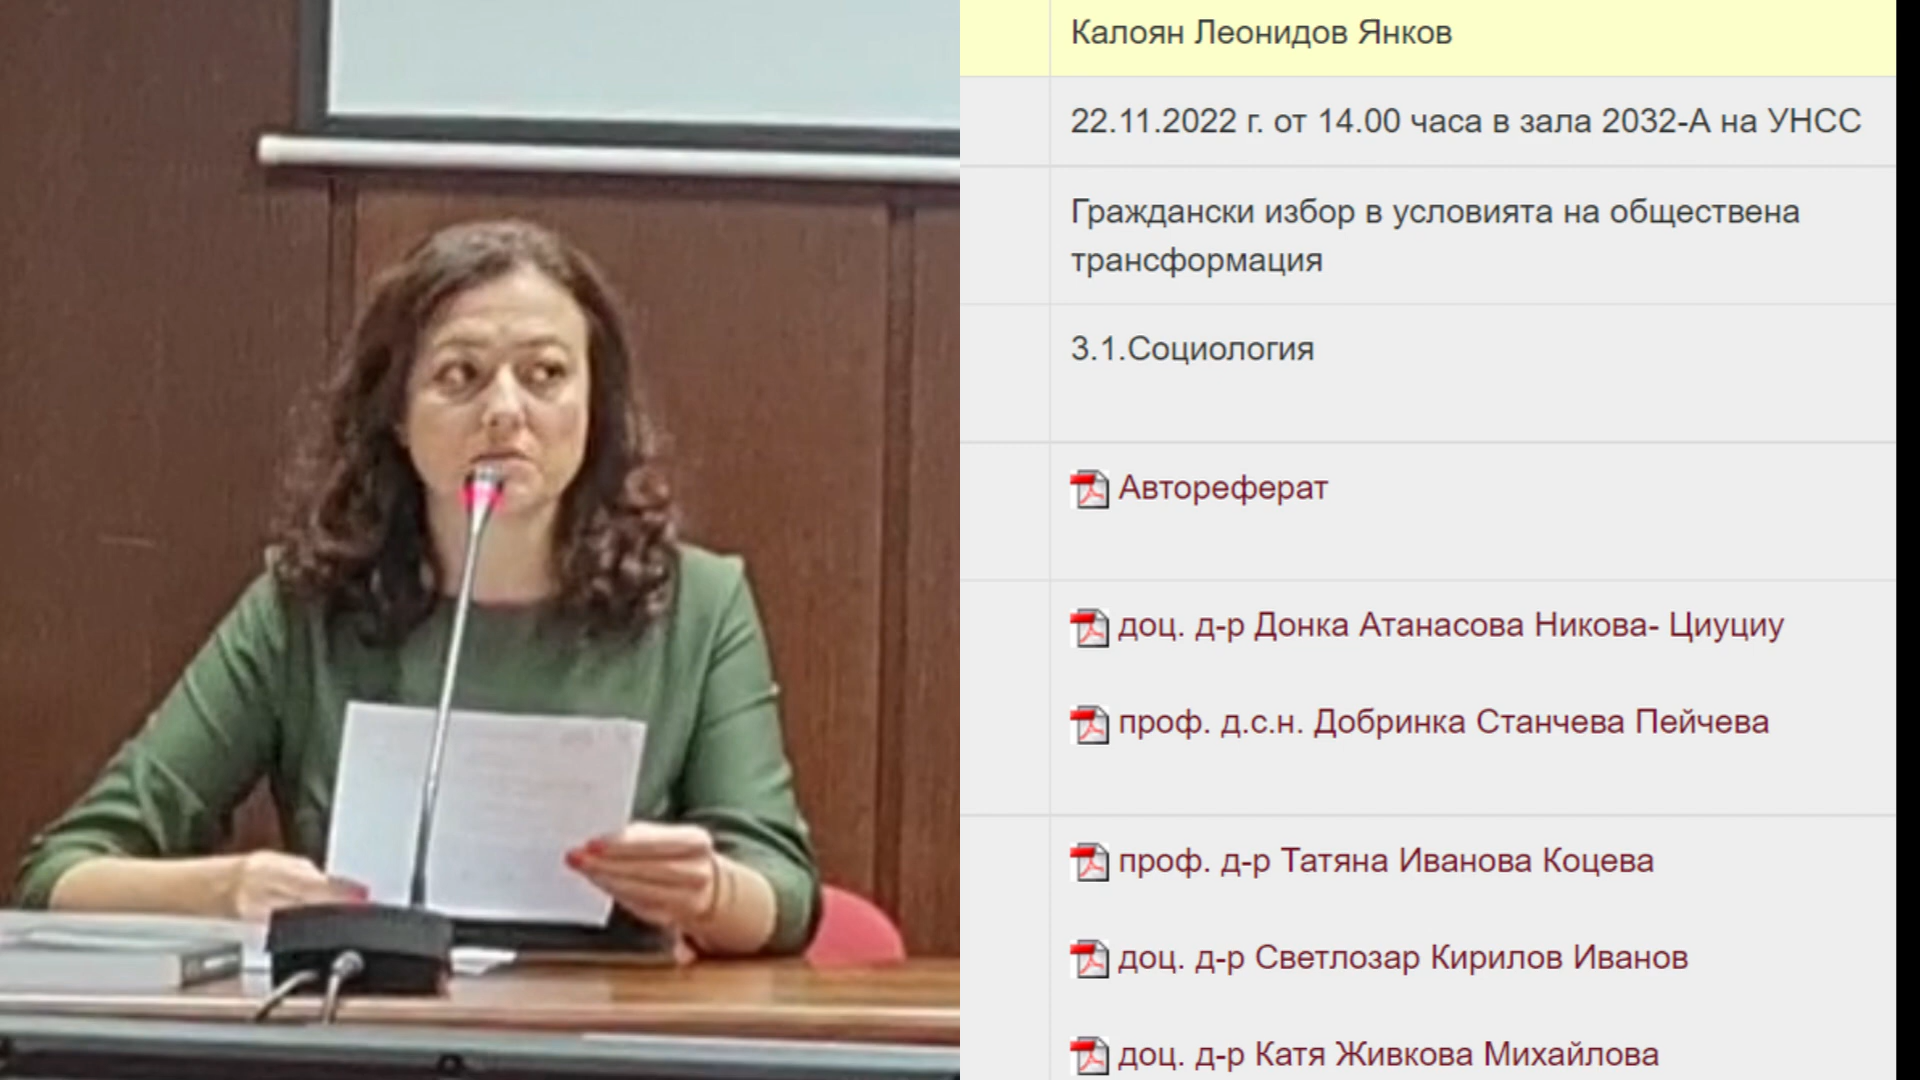 Калоян Леонидов Янков
22.11.2022 г. от 14.00 часа в зала 2032-А на УНСС
Граждански избор в условията на обществена
трансформация
3.1.Социология
Автореферат
доц. д-р Донка Атанасова Никова- Циуциу
проф. д.с.н. Добринка Станчева Пейчева
проф. д-р Татяна Иванова Коцева
доц. д-р Светлозар Кирилов Иванов
доц. д-р Катя Живкова Михайлова